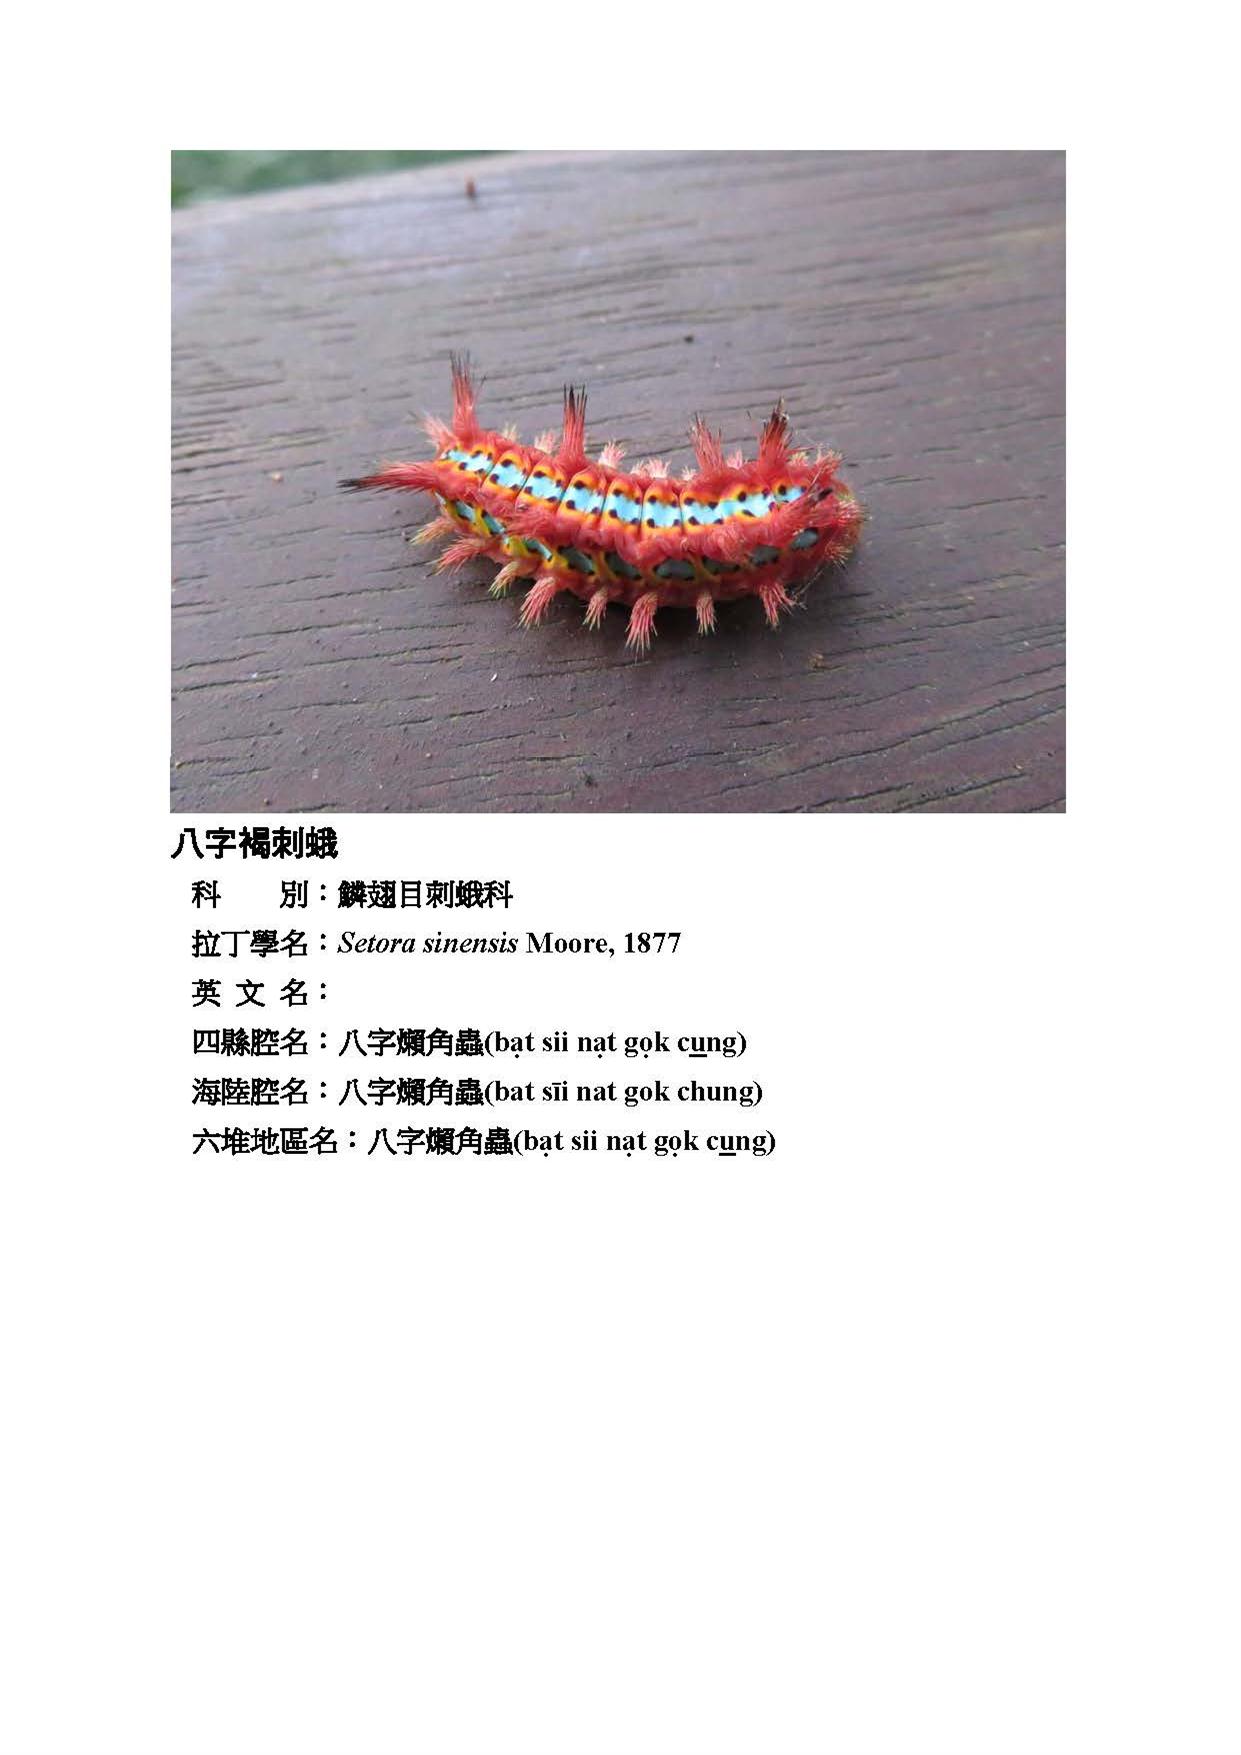 八字褐刺蛾
科　　別：鱗翅目刺蛾科
拉丁學名：Setora sinensis Moore, 1877
英 文 名：
四縣腔名：八字懶角蟲(bạt sii nạt gọk cu̲ng)
海陸腔名：八字懶角蟲(bat sīi nat gok chung)
六堆地區名：八字懶角蟲(bạt sii nạt gọk cu̲ng)